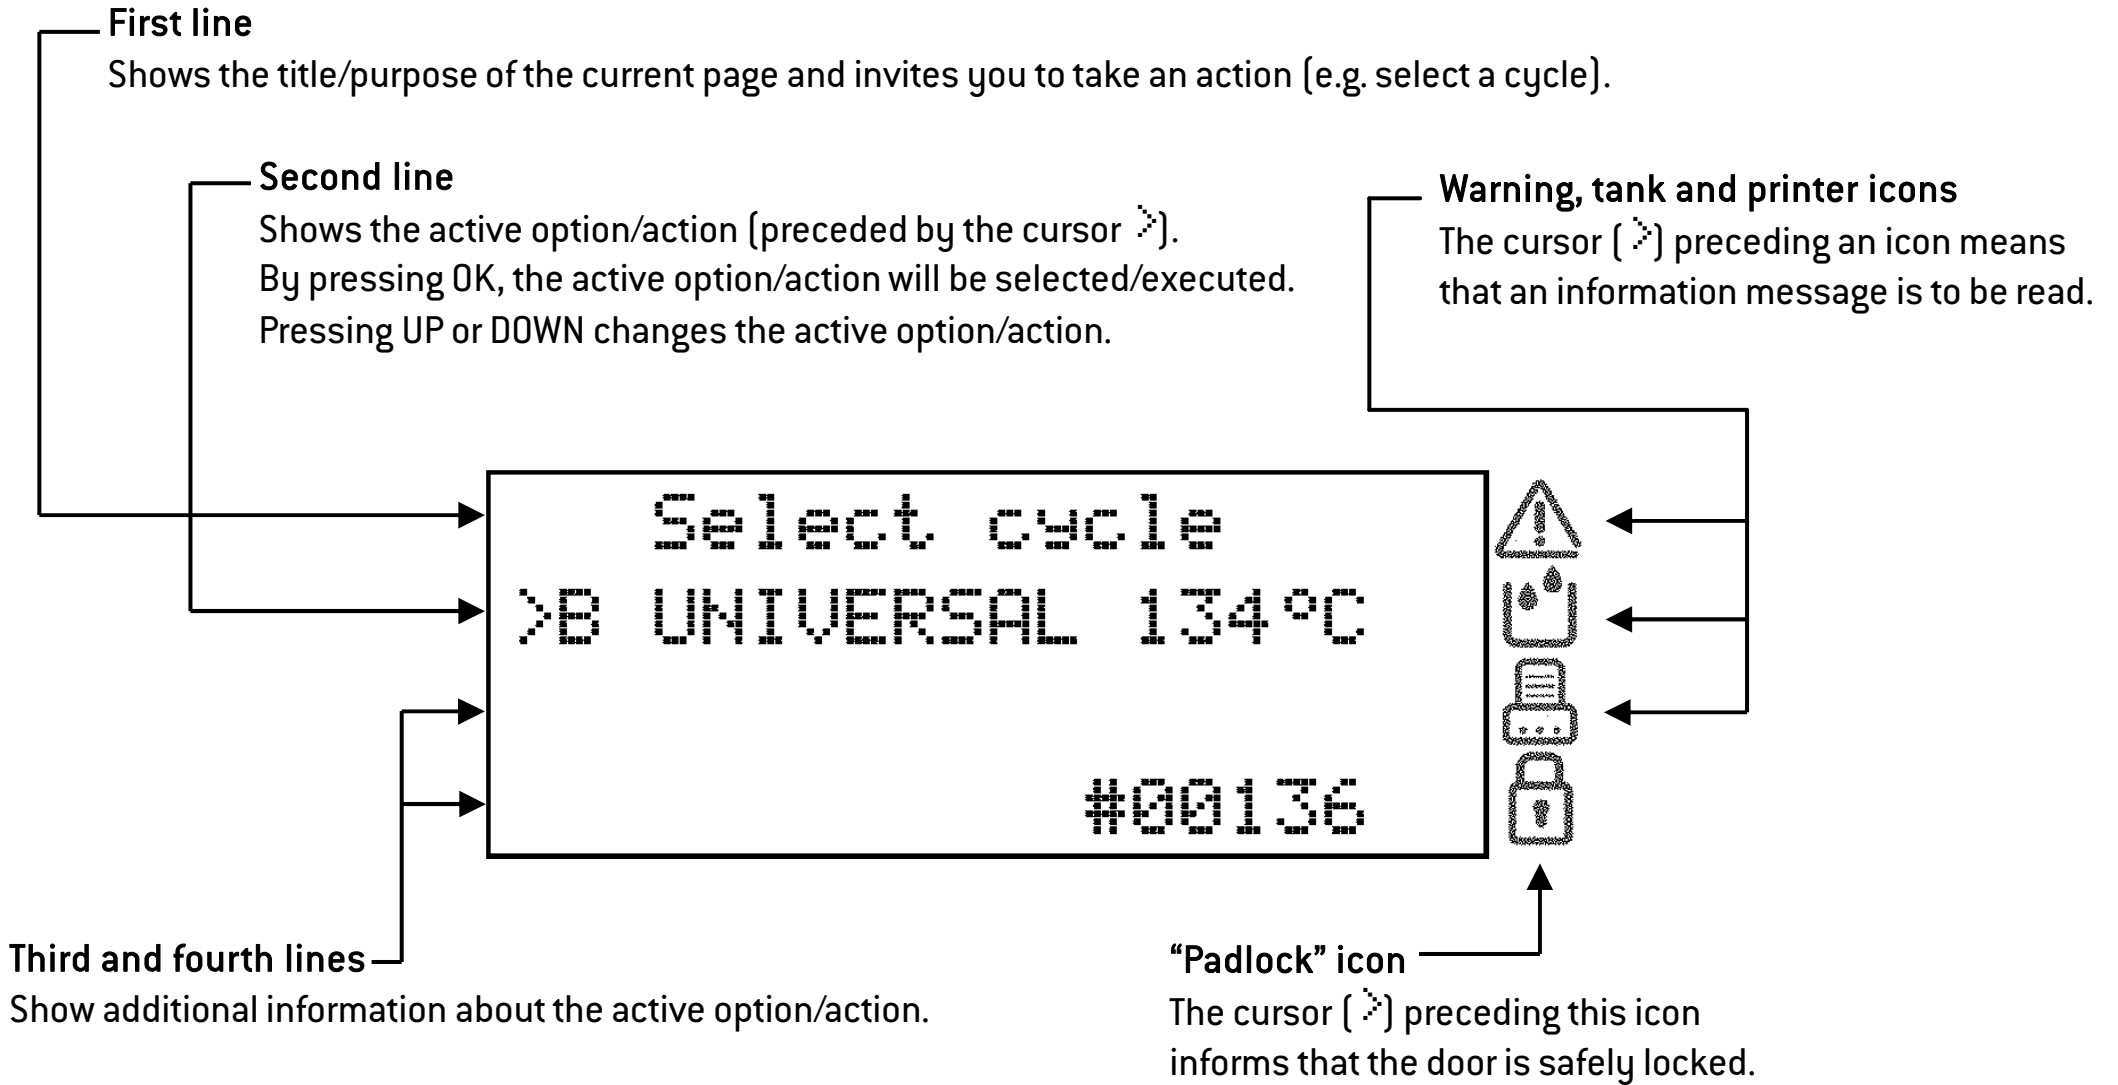 First line
Shows the title/purpose of the current page and invites you to take an action (e.g. select a cycle).
Second line
Shows the active option/action (preceded by the cursor >).
By pressing OK, the active option/action will be selected/executed.
Pressing UP or DOWN changes the active option/action.
Warning, tank and printer icons
The cursor ( >) preceding an icon means
that an information message is to be read.
Select cycle
>B UNIVERSAL 134°C
#00136
Third and fourth lines
Show additional information about the active option/action.
“Padlock” icon
The cursor ( >) preceding this icon
informs that the door is safely locked.